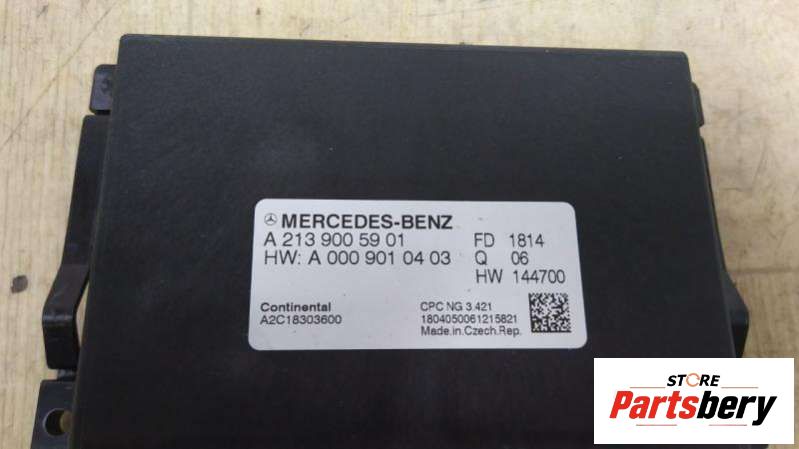 MERCEDES-BENZ
A 213 900 59 01 FD 1814
HW: A 000 901 04 03 Q 06
HW 144700
Continental CPC NG 3.421
A2C18303600 1804050061215821
Made.in.Czech.Rep.
STORE
Partsbery